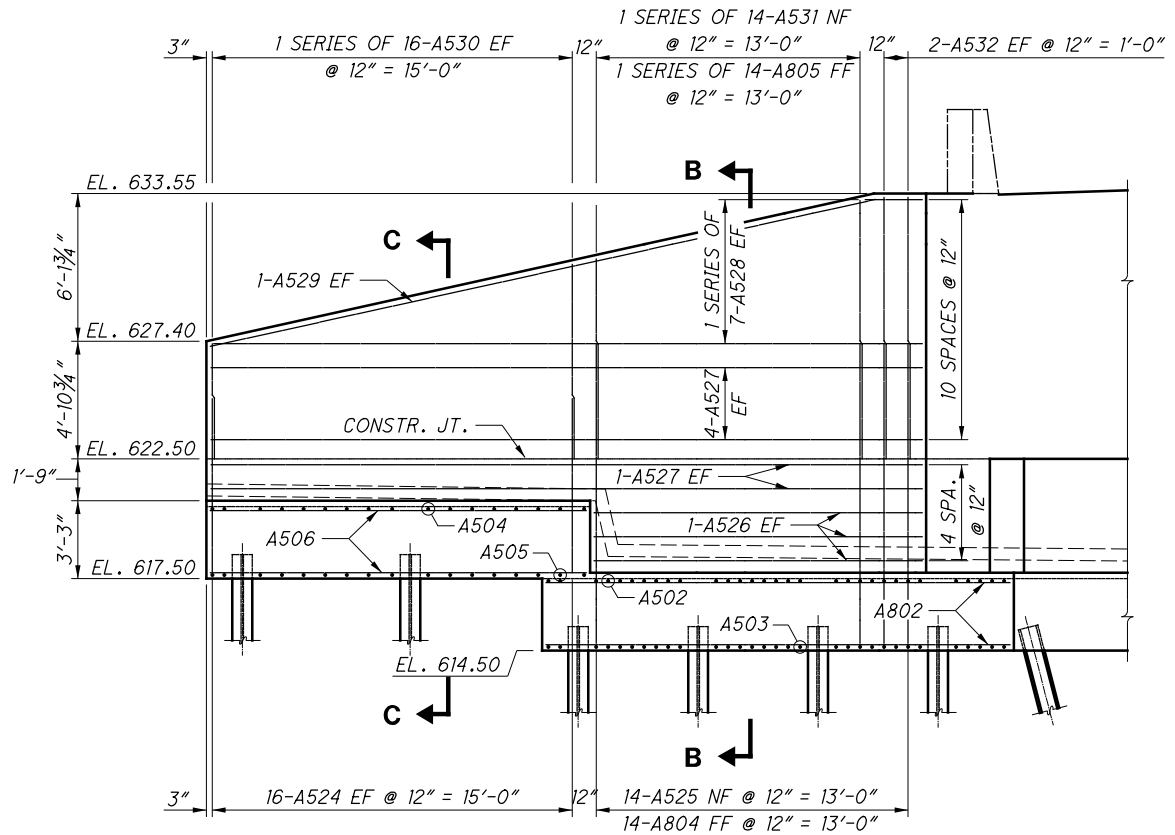 1 SERIES OF 14-A531 NF
3" 1 SERIES OF 16-A530 EF 12" @ 12" = 13'-0" 12" 2-A532 EF @ 12" = 1'-0"
@ 12" = 15'-0" 1 SERIES OF 14-A805 FF
@ 12" = 13'-0"
B
EL. 633.55
C
1 SERIES OF
7-A528 EF
6'-1¾"
1-A529 EF
EL. 627.40
10 SPACES @ 12"
4'-10¾"
4-A527
EF
CONSTR. JT.
EL. 622.50
1'-9"
1-A527 EF
4 SPA.
@ 12"
A504
1-A526 EF
3'-3"
A506
A505
EL. 617.50
A502
A802
A503
EL. 614.50
C
B
3" 16-A524 EF @ 12" = 15'-0" 12" 14-A525 NF @ 12" = 13'-0"
14-A804 FF @ 12" = 13'-0"